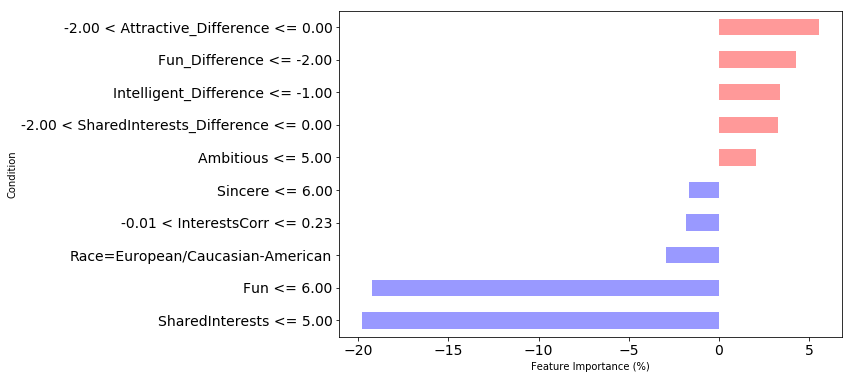 -2.00 < Attractive_Difference <= 0.00
Fun_Difference <= -2.00
Intelligent_Difference <= -1.00
-2.00 < SharedInterests_Difference <= 0.00
Ambitious <= 5.00
Sincere <= 6.00
-0.01 < InterestsCorr <= 0.23
Race=European/Caucasian-American
Fun <= 6.00
SharedInterests <= 5.00
Condition
−20 −15 −10 −5 0 5
Feature Importance (%)